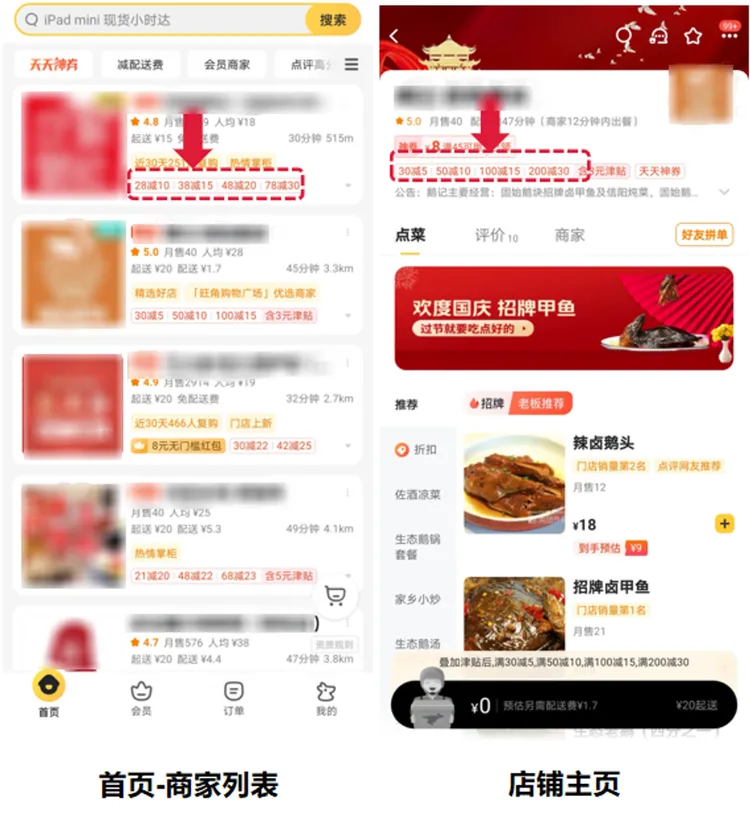 iPad mini 现货小时达
搜索
天天神券
减配送费
会员商家
点评高分
4.8 月售 9 人均 ¥18
起送 ¥15 免配送费
30分钟 515m
近30天251 复购
热情掌柜
28减10 38减15 48减20 78减30
5.0 月售40 人均 ¥28
起送 ¥20 配送 ¥1.7
45分钟 3.3km
精选好店
「旺角购物广场」优选商家
30减5 50减10 100减15 含3元津贴
4.9 月售2914 人均 ¥19
起送 ¥20 免配送费
32分钟 2.7km
近30天466人复购
门店上新
8元无门槛红包
30减22 42减25
月售40 人均 ¥25
起送 ¥20 配送 ¥5.3
49分钟 4.1km
热情掌柜
21减20 48减22 68减23 含5元津贴
4.7 月售576 人均 ¥38
资质规则
起送 ¥20 配送 ¥4.4
47分钟 3.8km
首页
会员
订单
我的
首页-商家列表
99+
5.0 月售40 配 47分钟（商家12分钟内出餐）
神券 ¥8 满45可用 领
30减5 50减10 100减15 200减30 含3元津贴 天天神券
公告：鹅记主要经营：固始鹅块招牌卤甲鱼及信阳炖菜，固始鹅...
点菜
评价 10
商家
好友拼单
欢度国庆 招牌甲鱼
过节就要吃点好的
推荐
招牌
老板推荐
折扣
佐酒凉菜
生态鹅锅
套餐
家乡小炒
生态鹅汤
辣卤鹅头
门店销量第2名 点评网友推荐
月售12
¥18
到手预估 ¥9
招牌卤甲鱼
门店销量第1名
月售21
叠加津贴后,满30减5,满50减10,满100减15,满200减30
¥0 预估另需配送费¥1.7
¥20起送
店铺主页